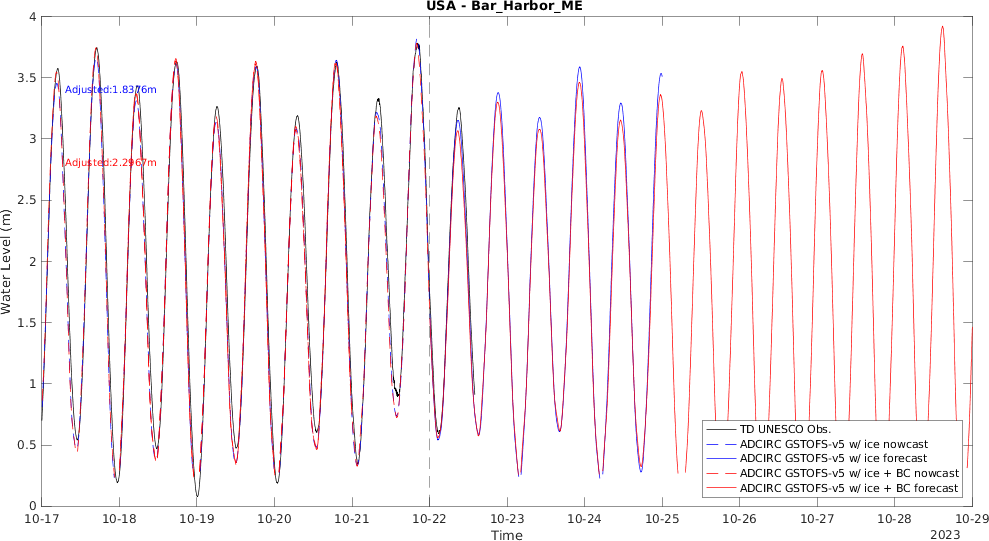 USA - Bar_Harbor_ME
4
3.5
3
2.5
2
1.5
1
0.5
0
Water Level (m)
Adjusted:1.8376m
Adjusted:2.2967m
TD UNESCO Obs.
ADCIRC GSTOFS-v5 w/ ice nowcast
ADCIRC GSTOFS-v5 w/ ice forecast
ADCIRC GSTOFS-v5 w/ ice + BC nowcast
ADCIRC GSTOFS-v5 w/ ice + BC forecast
10-17 10-18 10-19 10-20 10-21 10-22 10-23 10-24 10-25 10-26 10-27 10-28 10-29
Time
2023